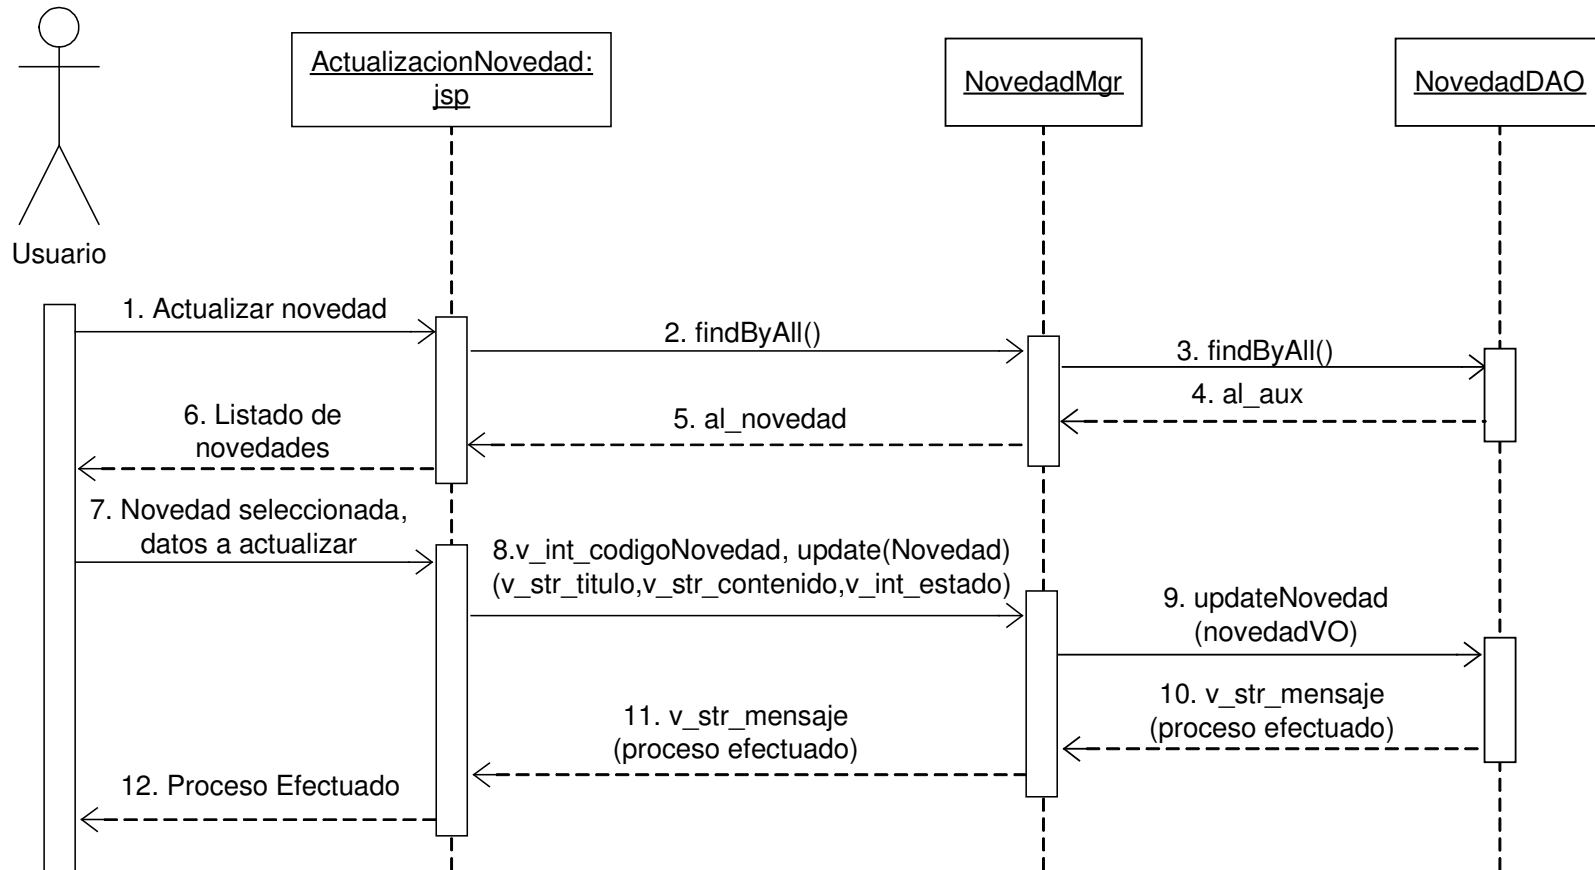 ActualizacionNovedad:
jsp
NovedadMgr
NovedadDAO
Usuario
1. Actualizar novedad
2. findByAll()
3. findByAll()
4. al_aux
5. al_novedad
6. Listado de
novedades
7. Novedad seleccionada,
datos a actualizar
8.v_int_codigoNovedad, update(Novedad)
(v_str_titulo,v_str_contenido,v_int_estado)
9. updateNovedad
(novedadVO)
10. v_str_mensaje
(proceso efectuado)
11. v_str_mensaje
(proceso efectuado)
12. Proceso Efectuado